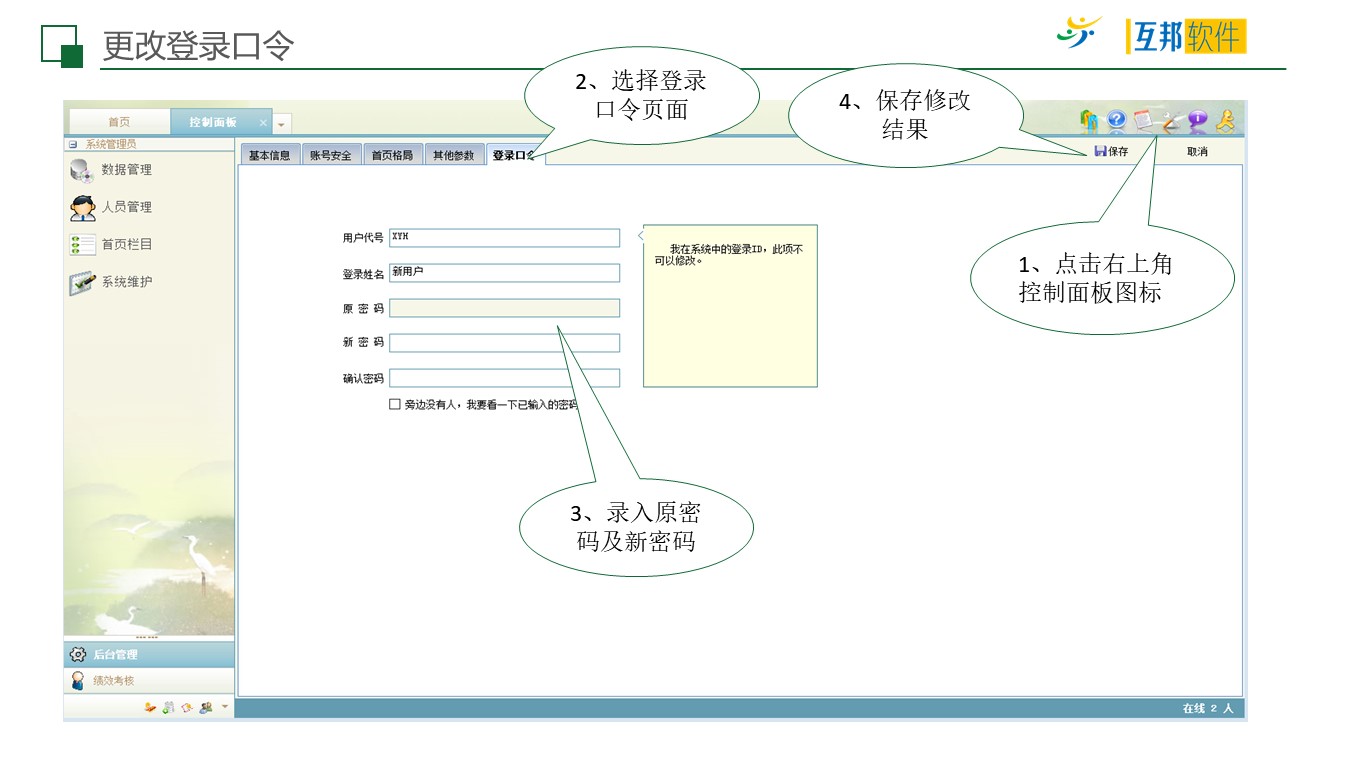 更改登录口令
互邦软件
2、选择登录
口令页面
4、保存修改
结果
首页
控制面板
系统管理员
数据管理
人员管理
首页栏目
系统维护
基本信息
账号安全
首页格局
其他参数
登录口令
保存
取消
用户代号
XYH
登录姓名
新用户
原 密 码
新 密 码
确认密码
旁边没有人，我要看一下已输入的密码
我在系统中的登录ID，此项不
可以修改。
1、点击右上角
控制面板图标
3、录入原密
码及新密码
后台管理
绩效考核
在线 2 人